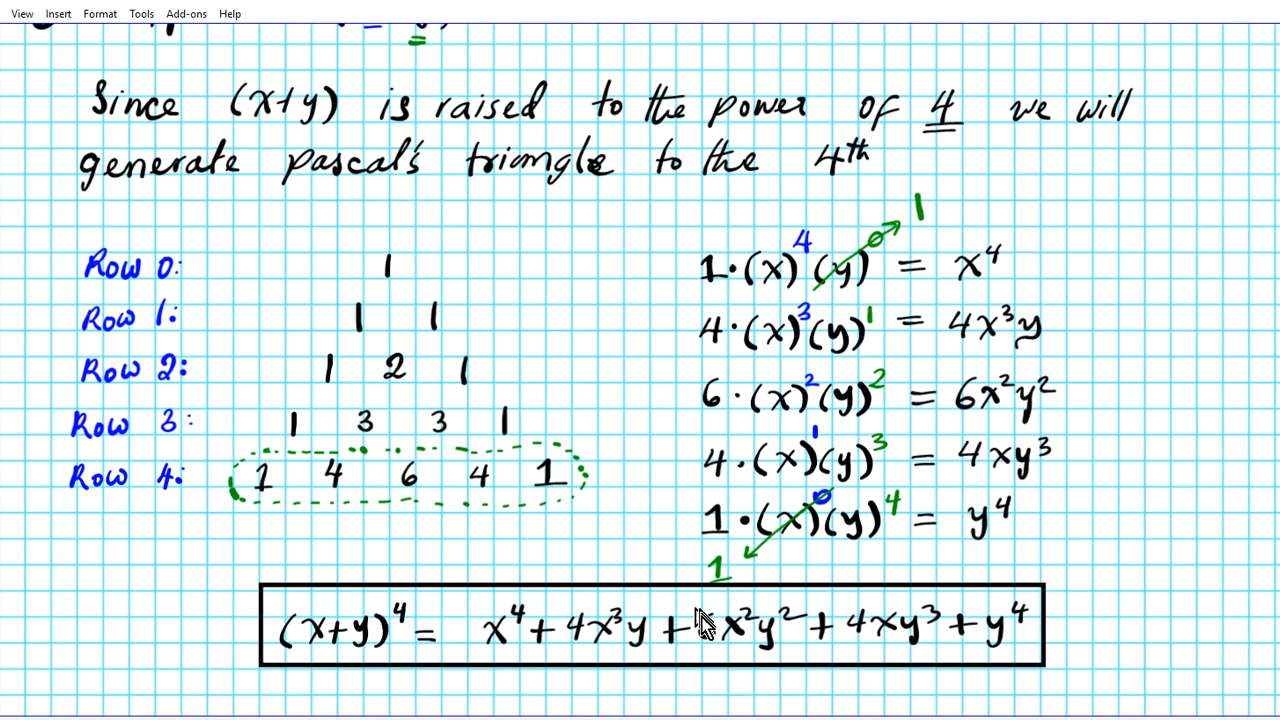 View Insert Format Tools Add-ons Help
Since (x+y) is raised to the power of 4 we will
generate pascal's triangle to the 4th
Row 0: 1
Row 1: 1 1
Row 2: 1 2 1
Row 3: 1 3 3 1
Row 4: 1 4 6 4 1
1·(x)⁴(y)⁰ = x⁴
1
4·(x)³(y)¹ = 4x³y
6·(x)²(y)² = 6x²y²
4·(x)¹(y)³ = 4xy³
1·(x)⁰(y)⁴ = y⁴
1
(x+y)⁴ = x⁴ + 4x³y + x²y² + 4xy³ + y⁴